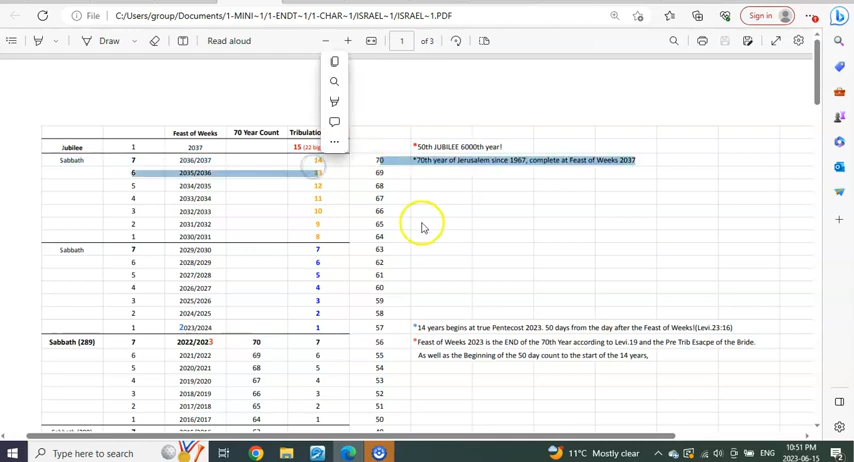 File
C:/Users/group/Documents/1-MINI~1/1-ENDT~1/1-CHAR~1/ISRAEL~1/ISRAEL~1.PDF
Sign in
Draw
Read aloud
1 of 3
Feast of Weeks 70 Year Count Tribulati
Jubilee 1 2037 15 (22 big *50th JUBILEE 6000th year!
Sabbath 7 2036/2037 14 70 *70th year of Jerusalem since 1967, complete at Feast of Weeks 2037
6 2035/2036 13 69
5 2034/2035 12 68
4 2033/2034 11 67
3 2032/2033 10 66
2 2031/2032 9 65
1 2030/2031 8 64
Sabbath 7 2029/2030 7 63
6 2028/2029 6 62
5 2027/2028 5 61
4 2026/2027 4 60
3 2025/2026 3 59
2 2024/2025 2 58
1 2023/2024 1 57 *14 years begins at true Pentecost 2023. 50 days from the day after the Feast of Weeks!(Levi.23:16)
Sabbath (289) 7 2022/2023 70 7 56 *Feast of Weeks 2023 is the END of the 70th Year according to Levi.19 and the Pre Trib Esacpe of the Bride.
6 2021/2022 69 6 55 As well as the Beginning of the 50 day count to the start of the 14 years,
5 2020/2021 68 5 54
4 2019/2020 67 4 53
3 2018/2019 66 3 52
2 2017/2018 65 2 51
1 2016/2017 64 1 50
Type here to search
11°C Mostly cloudy
ENG
10:51 PM
2023-06-15